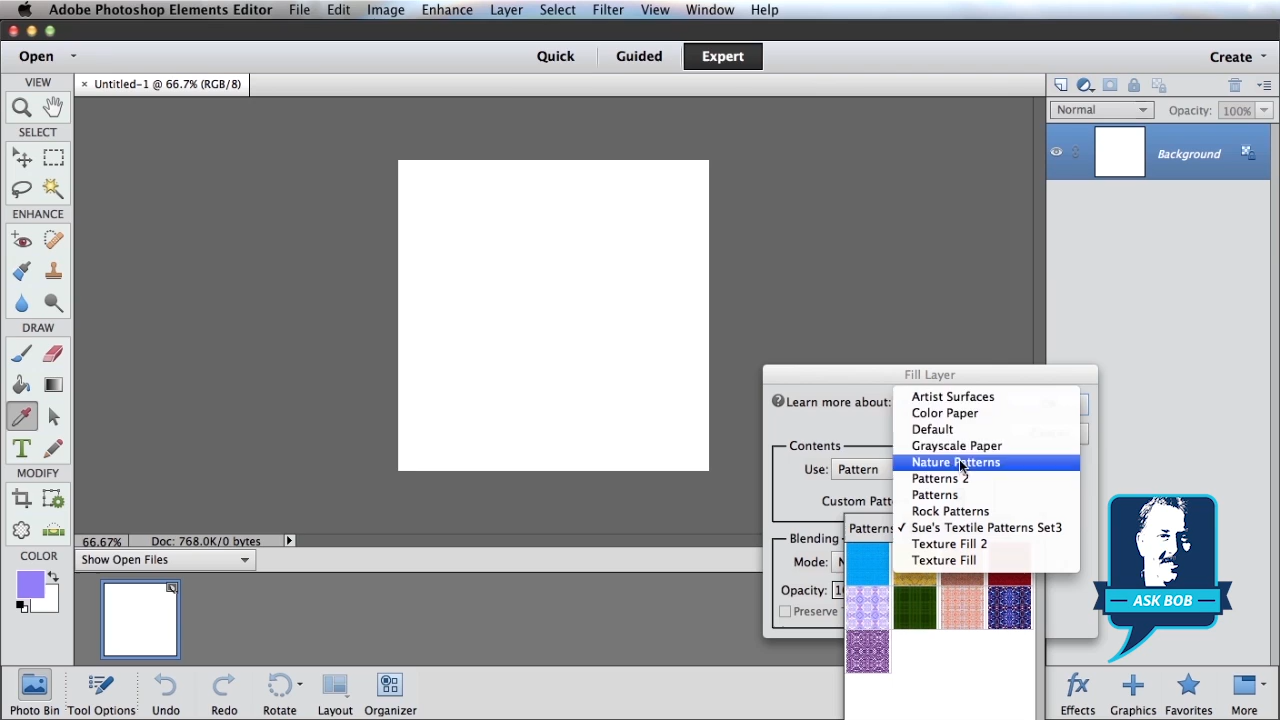 Adobe Photoshop Elements Editor File Edit Image Enhance Layer Select Filter View Window Help
Open Quick Guided Expert Create
VIEW × Untitled-1 @ 66.7% (RGB/8)
Normal Opacity: 100%
SELECT
Background
ENHANCE
DRAW
T
MODIFY
COLOR
Fill Layer
Learn more about:
Contents
Use: Pattern
Custom Patt
Patterns
Blending
Mode: N
Opacity: 1
Preserve
Artist Surfaces
Color Paper
Default
Grayscale Paper
Nature Patterns
Patterns 2
Patterns
Rock Patterns
✓ Sue's Textile Patterns Set3
Texture Fill 2
Texture Fill
66.67% Doc: 768.0K/0 bytes
Show Open Files
ASK BOB
Photo Bin Tool Options Undo Redo Rotate Layout Organizer
fx
Effects Graphics Favorites More